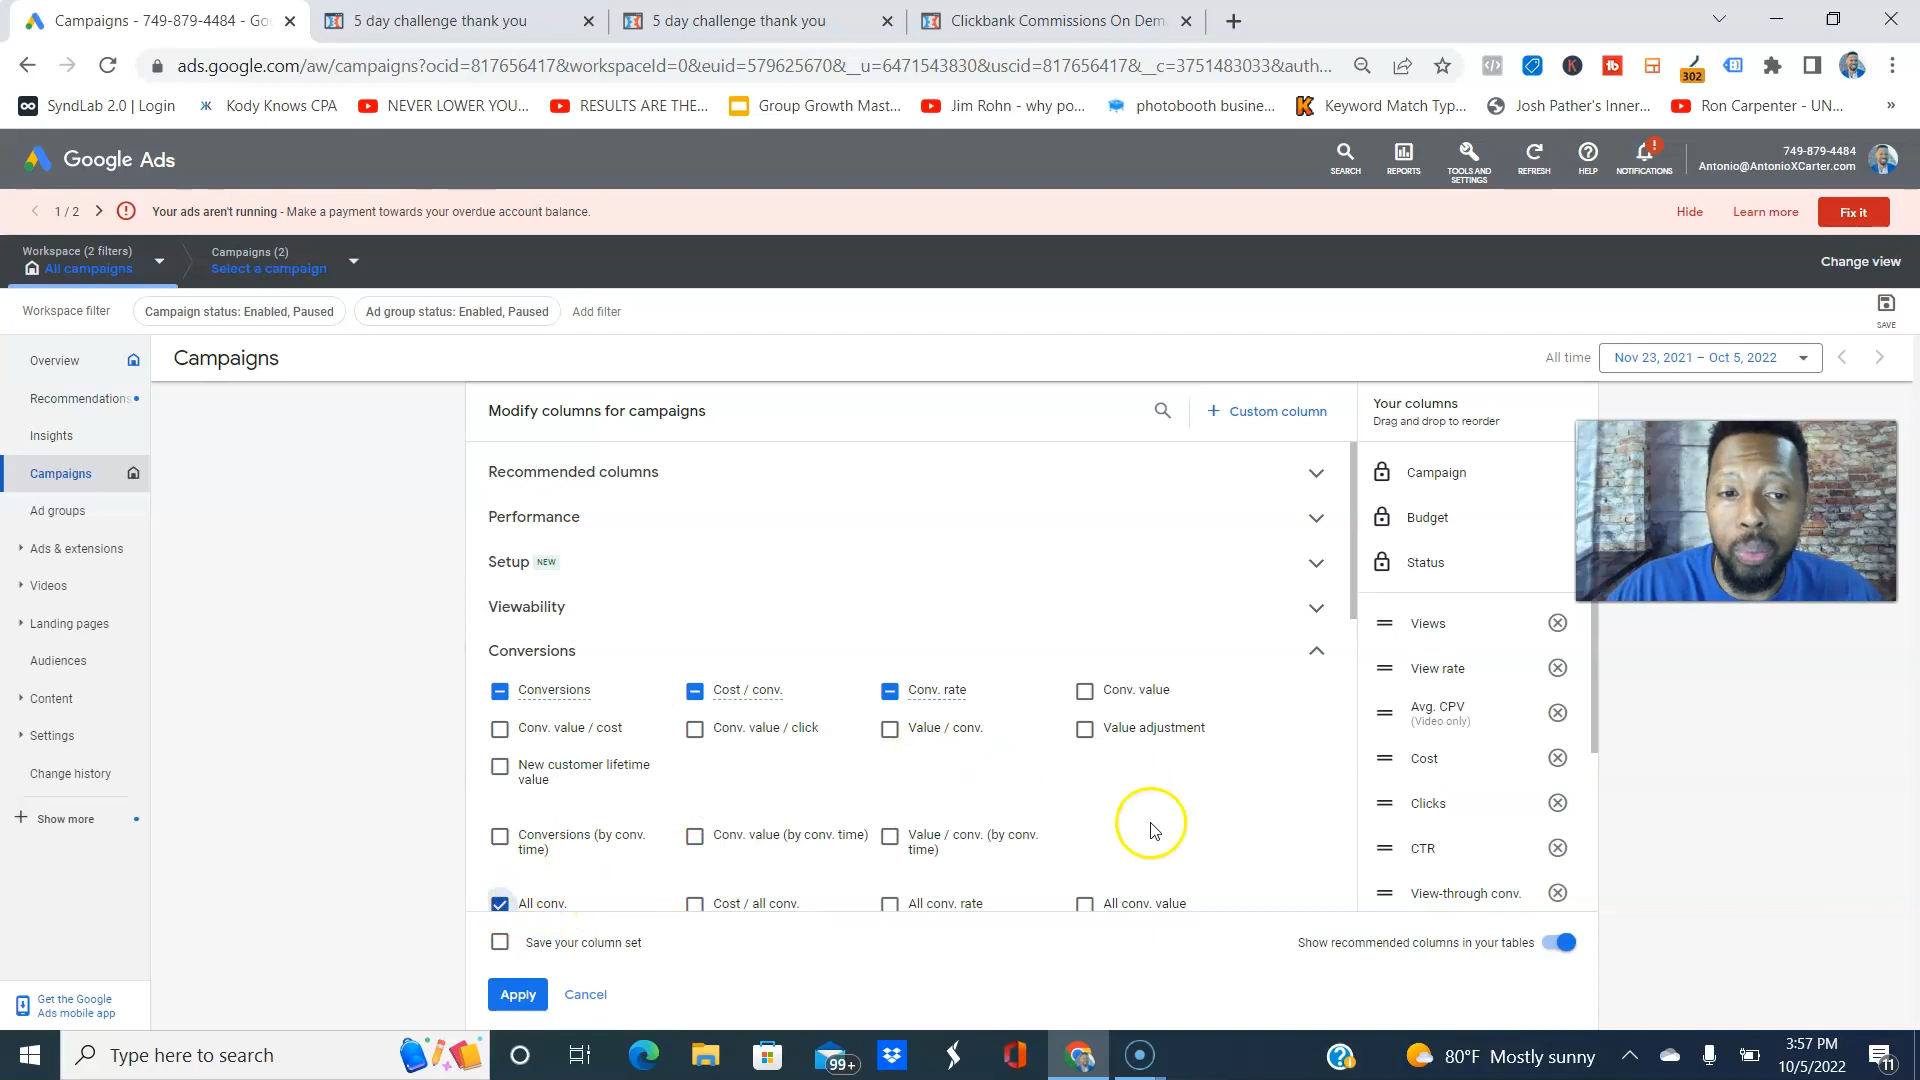 Campaigns - 749-879-4484 - Goo
5 day challenge thank you
5 day challenge thank you
Clickbank Commissions On Dem
ads.google.com/aw/campaigns?ocid=817656417&workspaceId=0&euid=579625670&__u=6471543830&uscid=817656417&__c=3751483033&auth...
302
SyndLab 2.0 | Login
Kody Knows CPA
NEVER LOWER YOU...
RESULTS ARE THE...
Group Growth Mast...
Jim Rohn - why po...
photobooth busine...
Keyword Match Typ...
Josh Pather's Inner...
Ron Carpenter - UN...
»
Google Ads
SEARCH
REPORTS
TOOLS AND
SETTINGS
REFRESH
HELP
NOTIFICATIONS
749-879-4484
Antonio@AntonioXCarter.com
1 / 2
Your ads aren't running - Make a payment towards your overdue account balance.
Hide
Learn more
Fix it
Workspace (2 filters)
All campaigns
Campaigns (2)
Select a campaign
Change view
Workspace filter
Campaign status: Enabled, Paused
Ad group status: Enabled, Paused
Add filter
SAVE
Overview
Recommendations
Insights
Campaigns
Ad groups
Ads & extensions
Videos
Landing pages
Audiences
Content
Settings
Change history
Show more
Get the Google
Ads mobile app
Campaigns
All time
Nov 23, 2021 – Oct 5, 2022
Modify columns for campaigns
Custom column
Recommended columns
Performance
Setup NEW
Viewability
Conversions
Conversions
Cost / conv.
Conv. rate
Conv. value
Conv. value / cost
Conv. value / click
Value / conv.
Value adjustment
New customer lifetime
value
Conversions (by conv.
time)
Conv. value (by conv. time)
Value / conv. (by conv.
time)
All conv.
Cost / all conv.
All conv. rate
All conv. value
Save your column set
Show recommended columns in your tables
Apply
Cancel
Your columns
Drag and drop to reorder
Campaign
Budget
Status
Views
View rate
Avg. CPV
(Video only)
Cost
Clicks
CTR
View-through conv.
Type here to search
99+
80°F Mostly sunny
3:57 PM
10/5/2022
11